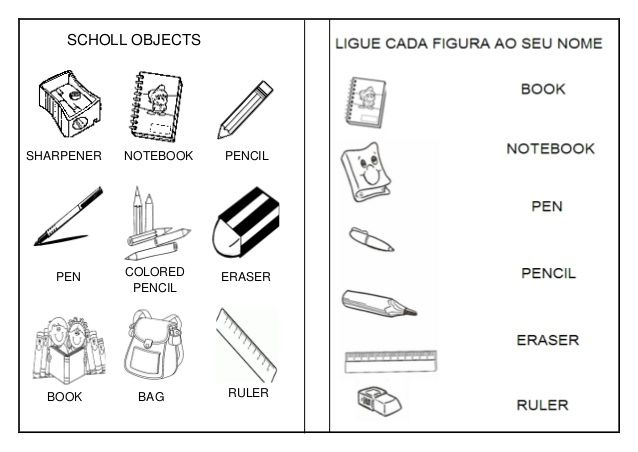 SCHOLL OBJECTS
SHARPENER NOTEBOOK PENCIL
PEN COLORED PENCIL ERASER
BOOK BAG RULER
LIGUE CADA FIGURA AO SEU NOME
BOOK
NOTEBOOK
PEN
PENCIL
ERASER
RULER